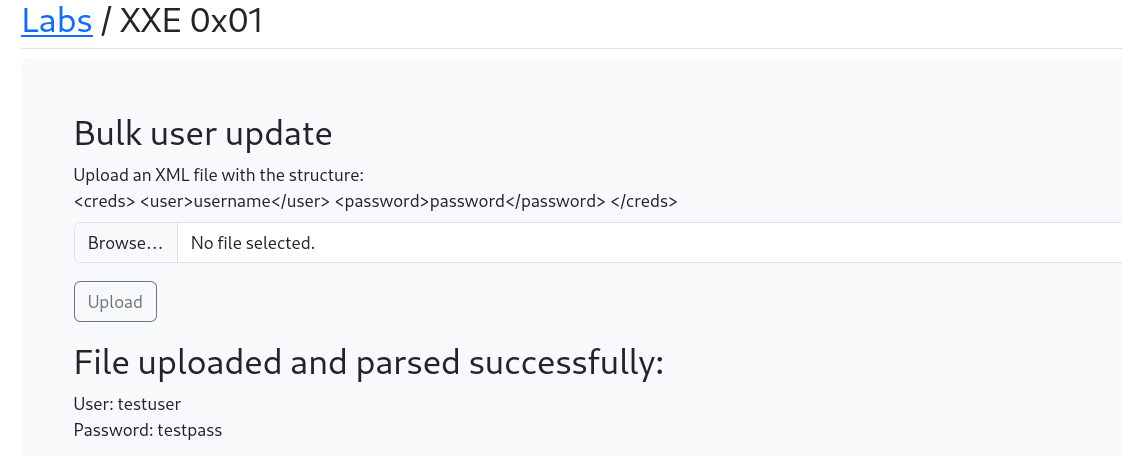 Labs / XXE 0x01
Bulk user update
Upload an XML file with the structure:
<creds> <user>username</user> <password>password</password> </creds>
Browse... No file selected.
Upload
File uploaded and parsed successfully:
User: testuser
Password: testpass